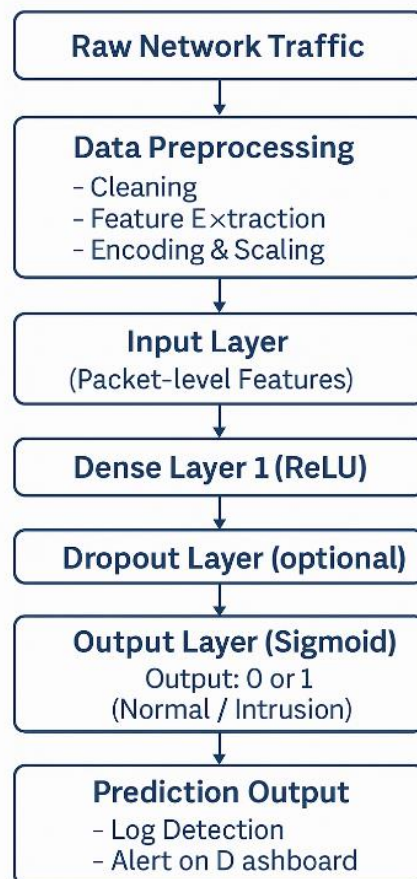 Raw Network Traffic
Data Preprocessing
– Cleaning
– Feature Extraction
– Encoding & Scaling
Input Layer
(Packet-level Features)
Dense Layer 1 (ReLU)
Dropout Layer (optional)
Output Layer (Sigmoid)
Output: 0 or 1
(Normal / Intrusion)
Prediction Output
– Log Detection
– Alert on D ashboard